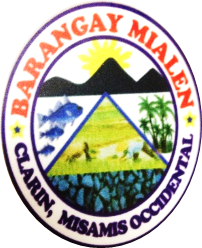 BARANGAY MIALEN
CLARIN, MISAMIS OCCIDENTAL